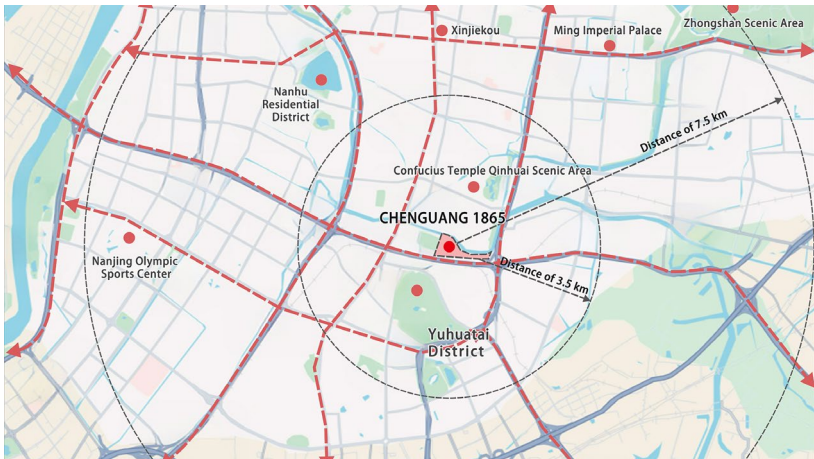 Zhongshan Scenic Area
Xinjiekou
Ming Imperial Palace
Nanhu
Residential
District
Distance of 7.5 km
Confucius Temple Qinhuai Scenic Area
CHENGUANG 1865
Nanjing Olympic
Sports Center
Distance of 3.5 km
Yuhuatai
District